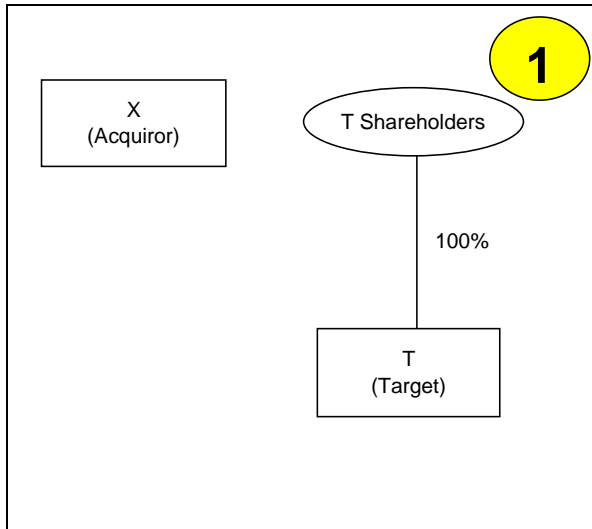 1
X
(Acquiror)
T Shareholders
100%
T
(Target)